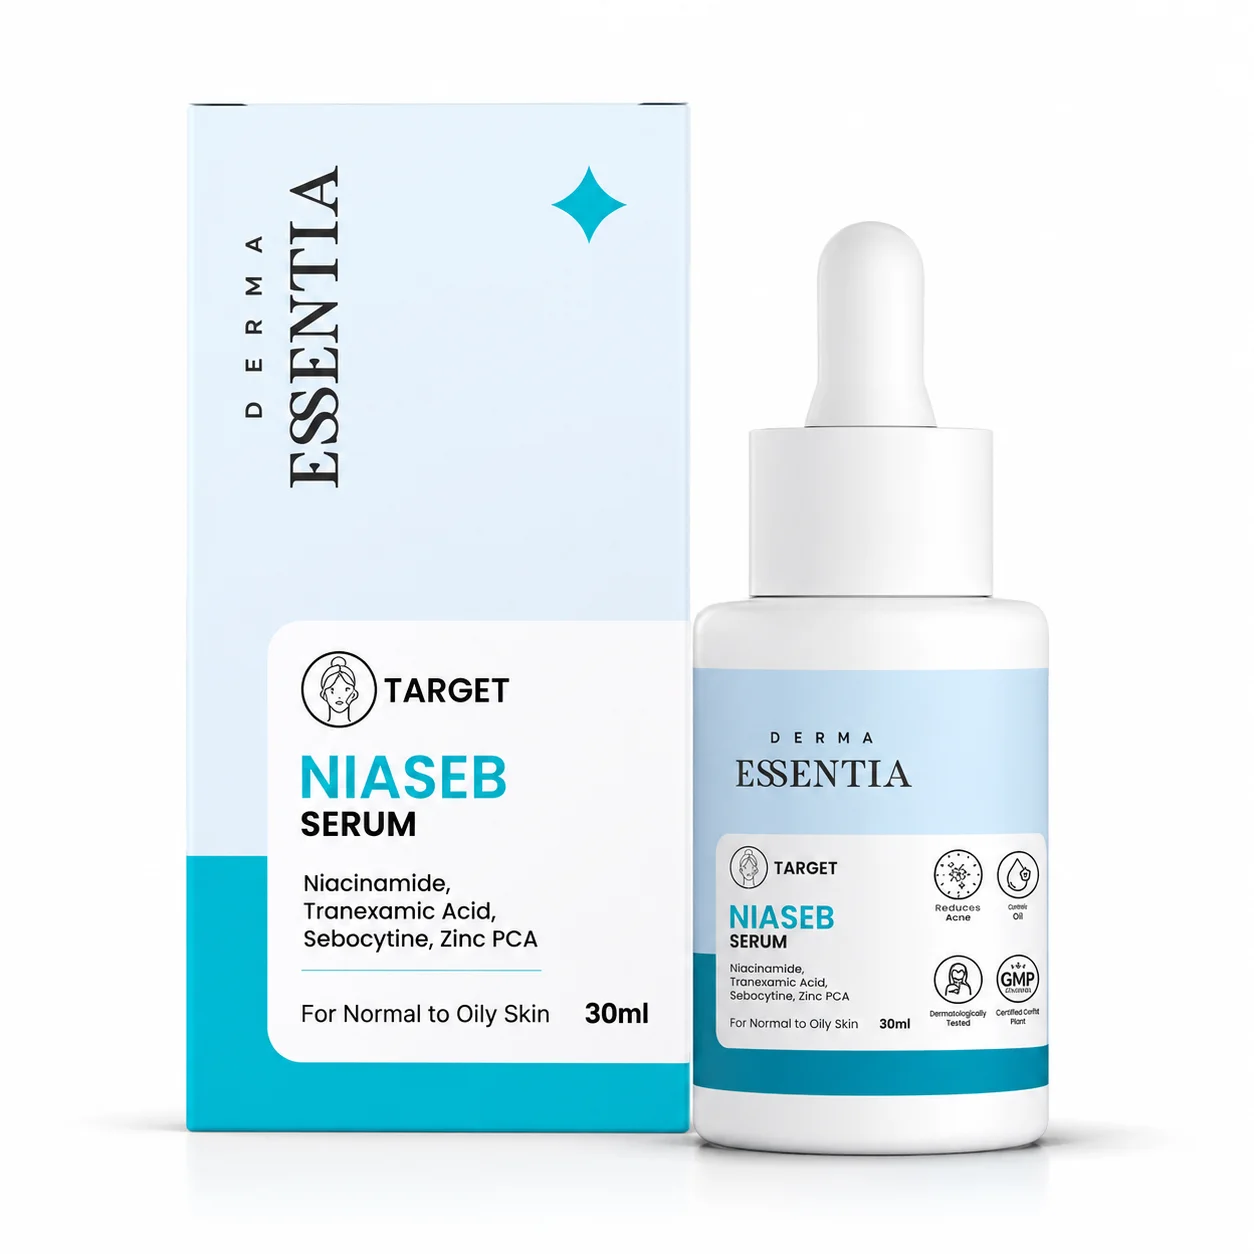 DERMA
ESSENTIA
TARGET
NIASEB
SERUM
Niacinamide,
Tranexamic Acid,
Sebocytine, Zinc PCA
For Normal to Oily Skin 30ml
DERMA
ESSENTIA
TARGET
NIASEB
SERUM
Niacinamide,
Tranexamic Acid,
Sebocytine, Zinc PCA
For Normal to Oily Skin 30ml
Reduces
Acne
Oil
Dermatologically
Tested
GMP
Certified
Plant